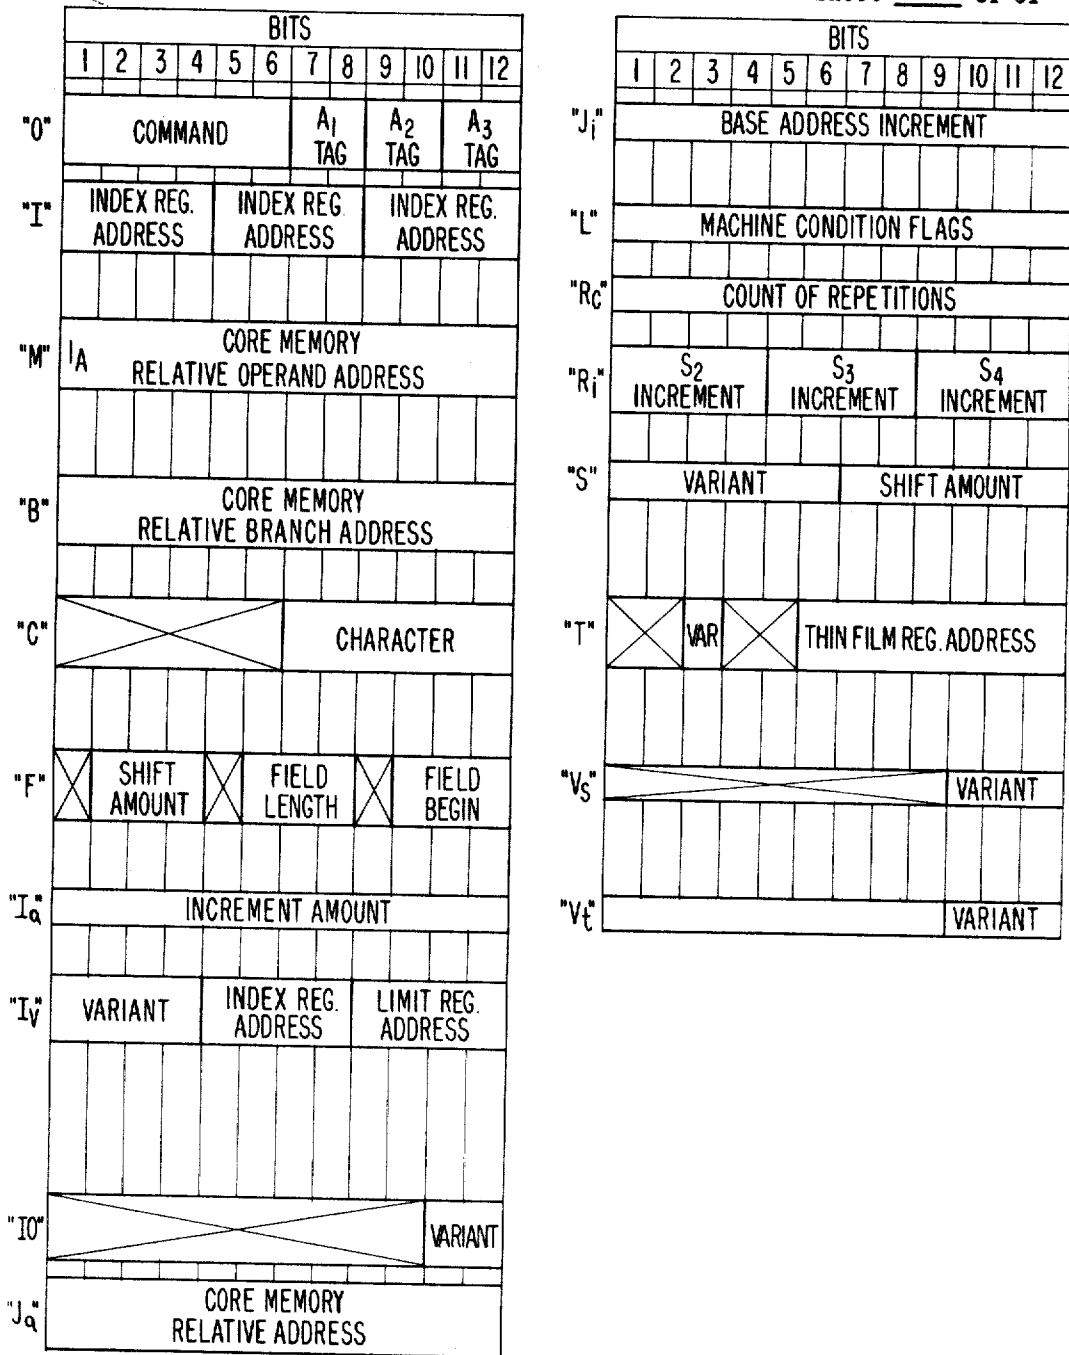 BITS
1 2 3 4 5 6 7 8 9 10 11 12
"O" COMMAND A1 TAG A2 TAG A3 TAG
"I" INDEX REG. ADDRESS INDEX REG. ADDRESS INDEX REG. ADDRESS
"M" IA CORE MEMORY
RELATIVE OPERAND ADDRESS
"B" CORE MEMORY
RELATIVE BRANCH ADDRESS
"C" CHARACTER
"F" SHIFT AMOUNT FIELD LENGTH FIELD BEGIN
"Ia" INCREMENT AMOUNT
"IV" VARIANT INDEX REG. ADDRESS LIMIT REG. ADDRESS
"IO" VARIANT
"Ja" CORE MEMORY
RELATIVE ADDRESS
BITS
1 2 3 4 5 6 7 8 9 10 11 12
"Ji" BASE ADDRESS INCREMENT
"L" MACHINE CONDITION FLAGS
"Rc" COUNT OF REPETITIONS
"Ri" S2 INCREMENT S3 INCREMENT S4 INCREMENT
"S" VARIANT SHIFT AMOUNT
"T" VAR THIN FILM REG. ADDRESS
"VS" VARIANT
"Vt" VARIANT